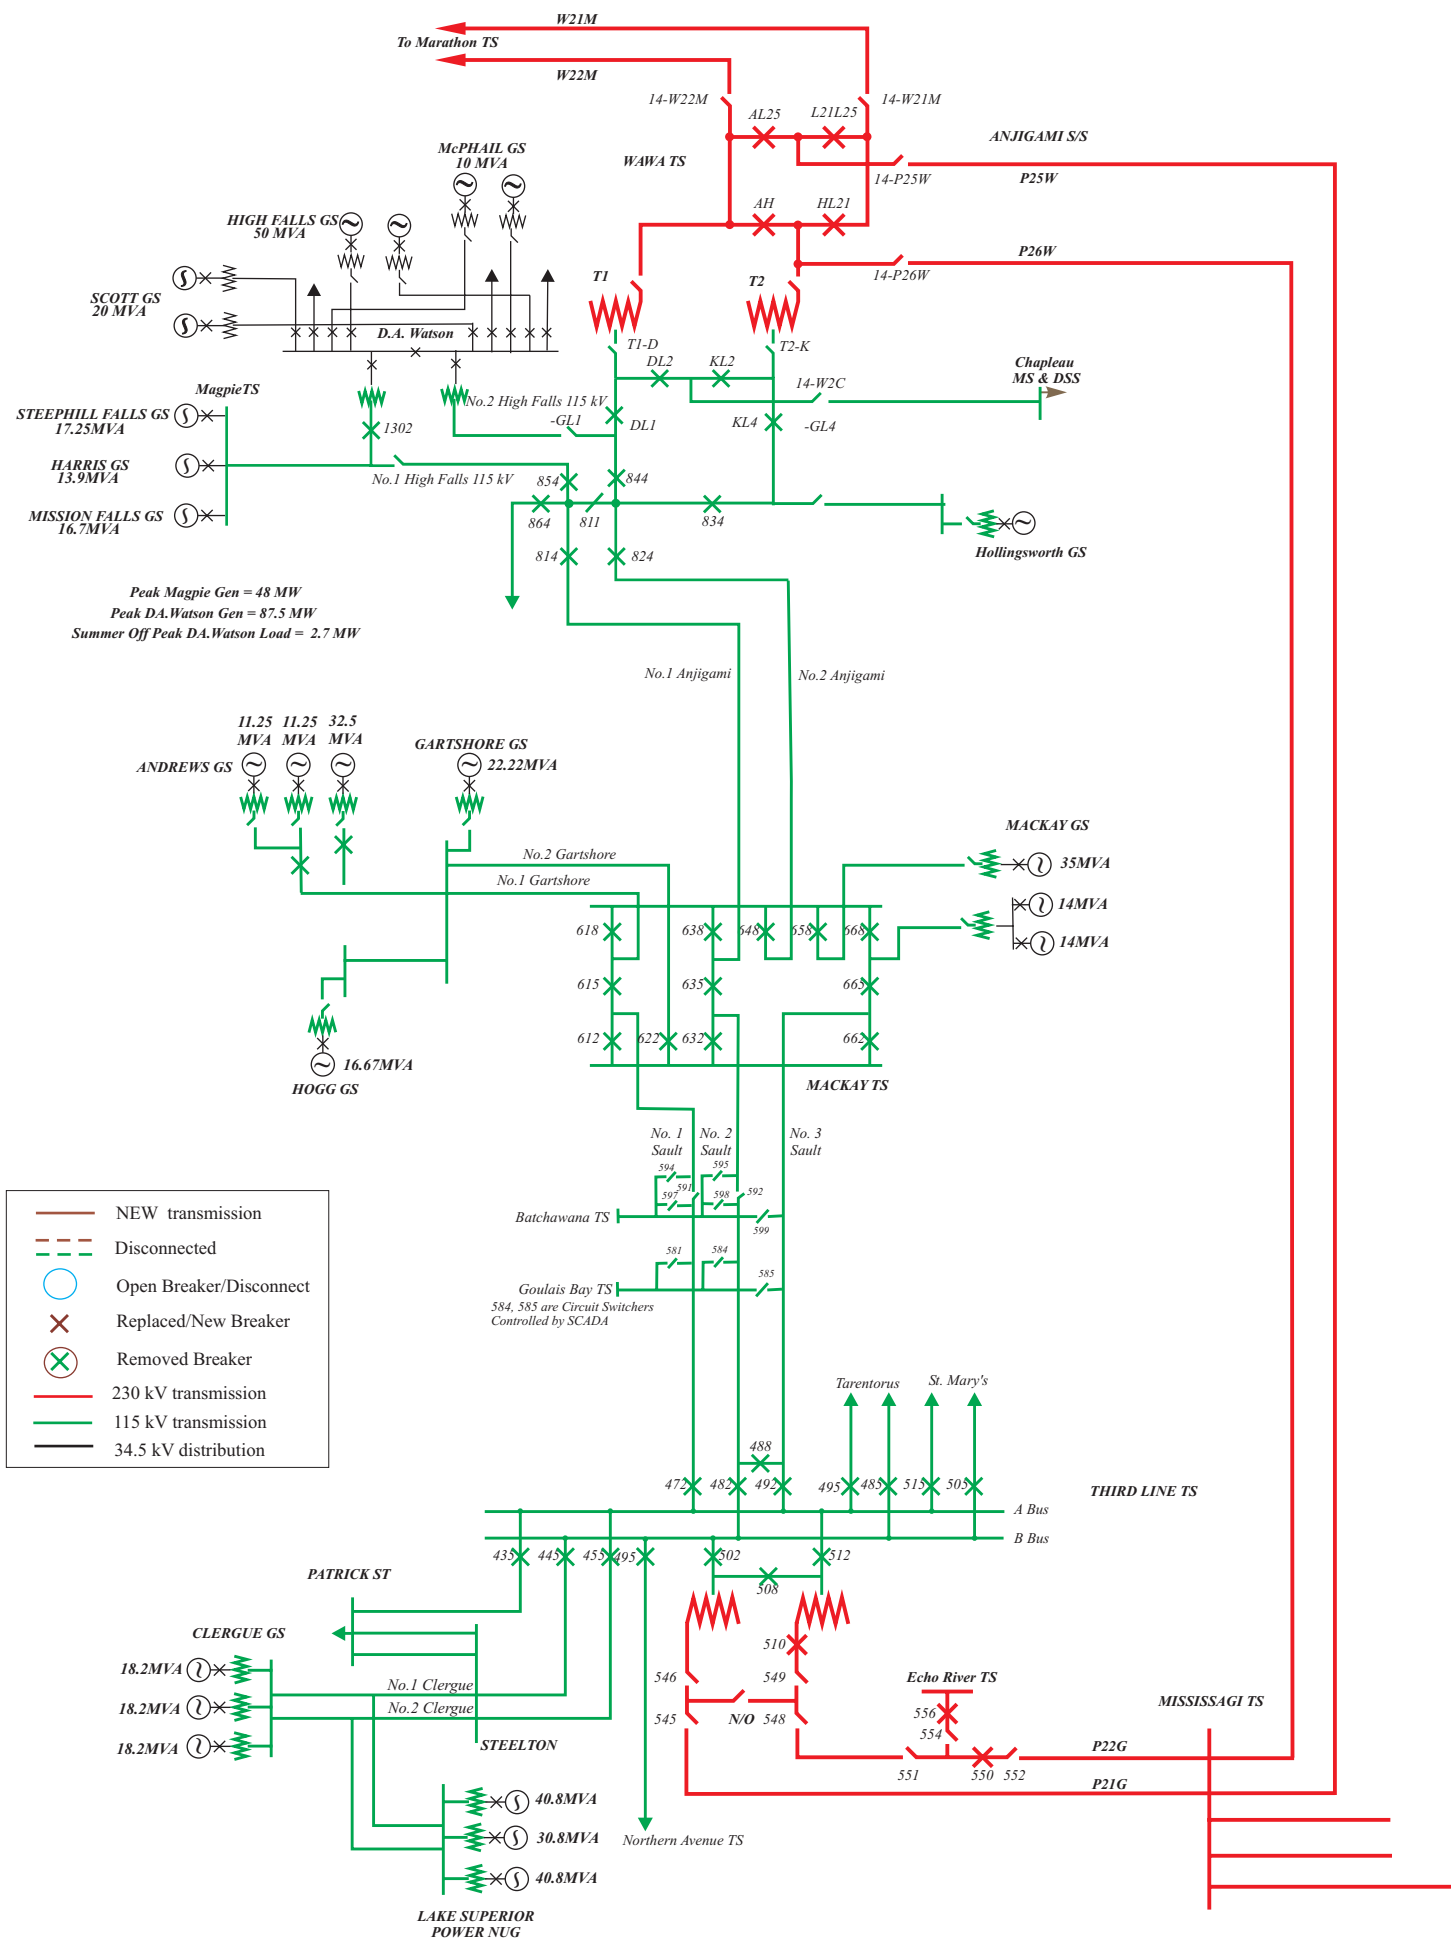 W21M
To Marathon TS
W22M
14-W22M
14-W21M
AL25
L21L25
ANJIGAMI S/S
WAWA TS
14-P25W
P25W
McPHAIL GS
10 MVA
HIGH FALLS GS
50 MVA
AH
HL21
P26W
14-P26W
T1
T2
SCOTT GS
20 MVA
D.A. Watson
T1-D
T2-K
DL2
KL2
14-W2C
Chapleau
MS & DSS
MagpieTS
No.2 High Falls 115 kV
-GL1
DL1
KL4
-GL4
STEEPHILL FALLS GS
17.25MVA
1302
HARRIS GS
13.9MVA
No.1 High Falls 115 kV
854
844
MISSION FALLS GS
16.7MVA
864
811
834
814
824
Hollingsworth GS
Peak Magpie Gen = 48 MW
Peak D.A.Watson Gen = 87.5 MW
Summer Off Peak D.A.Watson Load = 2.7 MW
No.1 Anjigami
No.2 Anjigami
11.25
MVA
11.25
MVA
32.5
MVA
ANDREWS GS
GARTSHORE GS
22.22MVA
MACKAY GS
35MVA
14MVA
14MVA
No.2 Gartshore
No.1 Gartshore
618
638
648
658
668
615
635
665
612
622
632
662
16.67MVA
HOGG GS
MACKAY TS
No. 1
Sault
No. 2
Sault
No. 3
Sault
594
595
591
597
598
592
Batchawana TS
599
581
584
585
Goulais Bay TS
584, 585 are Circuit Switchers
Controlled by SCADA
NEW transmission
Disconnected
Open Breaker/Disconnect
Replaced/New Breaker
Removed Breaker
230 kV transmission
115 kV transmission
34.5 kV distribution
Tarentorus
St. Mary's
488
472
482
492
495
485
515
505
THIRD LINE TS
A Bus
B Bus
435
445
455
495
502
512
508
PATRICK ST
CLERGUE GS
18.2MVA
18.2MVA
18.2MVA
No.1 Clergue
No.2 Clergue
STEELTON
510
546
549
545
N/O
548
Echo River TS
556
554
551
550
552
MISSISSAGI TS
P22G
P21G
40.8MVA
30.8MVA
40.8MVA
Northern Avenue TS
LAKE SUPERIOR
POWER NUG